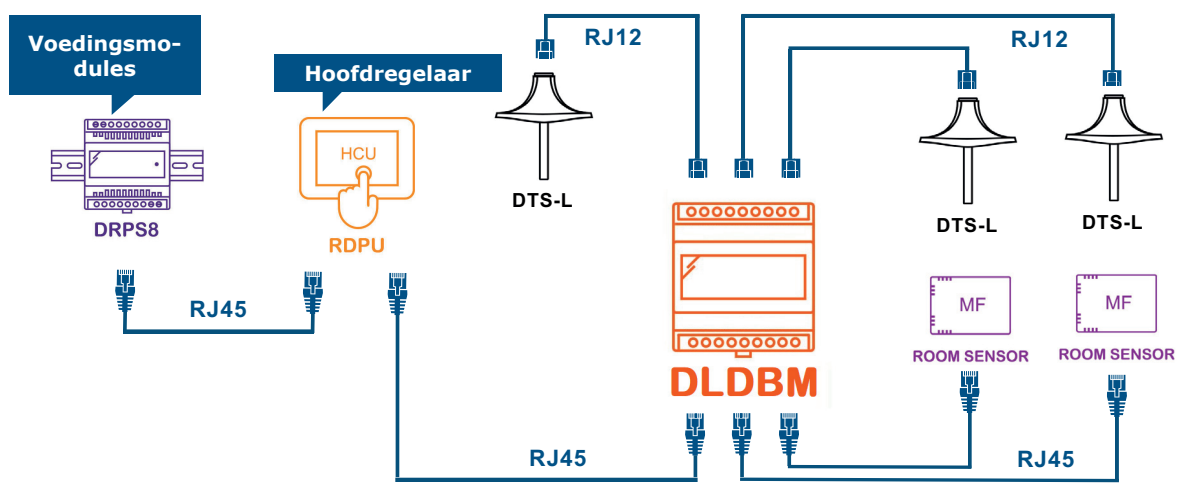 Voedingsmo-
dules
Hoofdregelaar
RJ12
RJ12
HCU
DTS-L
DTS-L
DTS-L
DRPS8
RDPU
RJ45
MF
MF
ROOM SENSOR
ROOM SENSOR
DLDBM
RJ45
RJ45